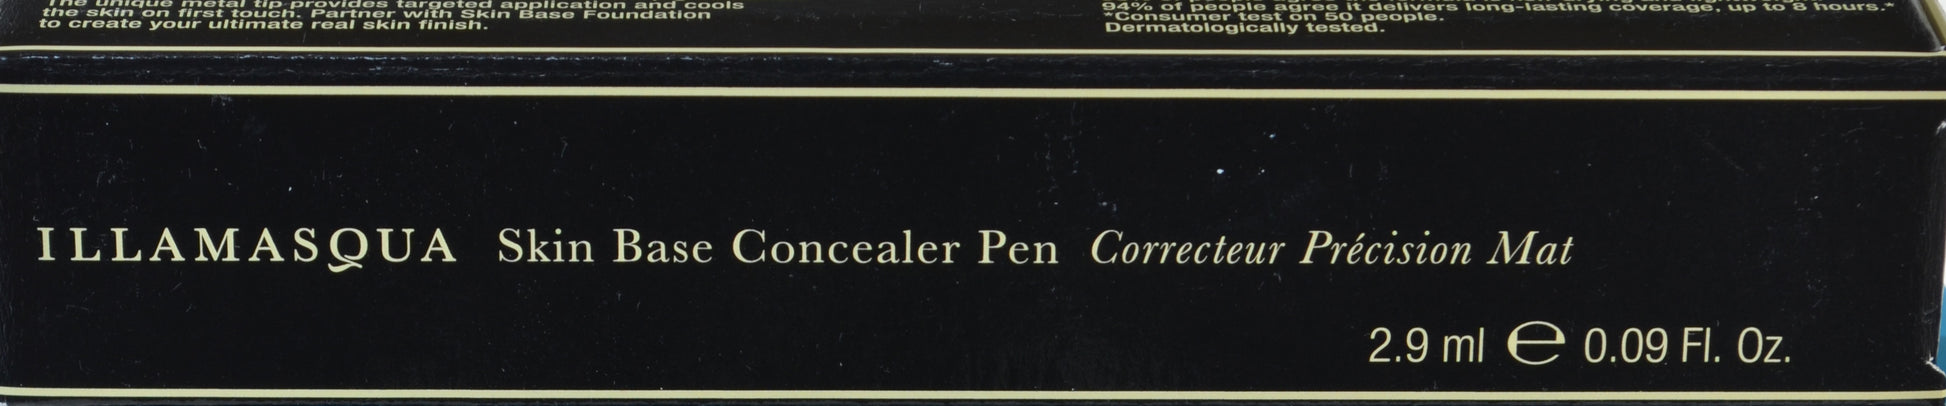 The unique metal tip provides targeted application and cools
the skin on first touch. Partner with Skin Base Foundation
to create your ultimate real skin finish.
94% of people agree it delivers long-lasting coverage, up to 8 hours.*
*Consumer test on 50 people.
Dermatologically tested.
ILLAMASQUA Skin Base Concealer Pen Correcteur Précision Mat
2.9 ml ℮ 0.09 Fl. Oz.